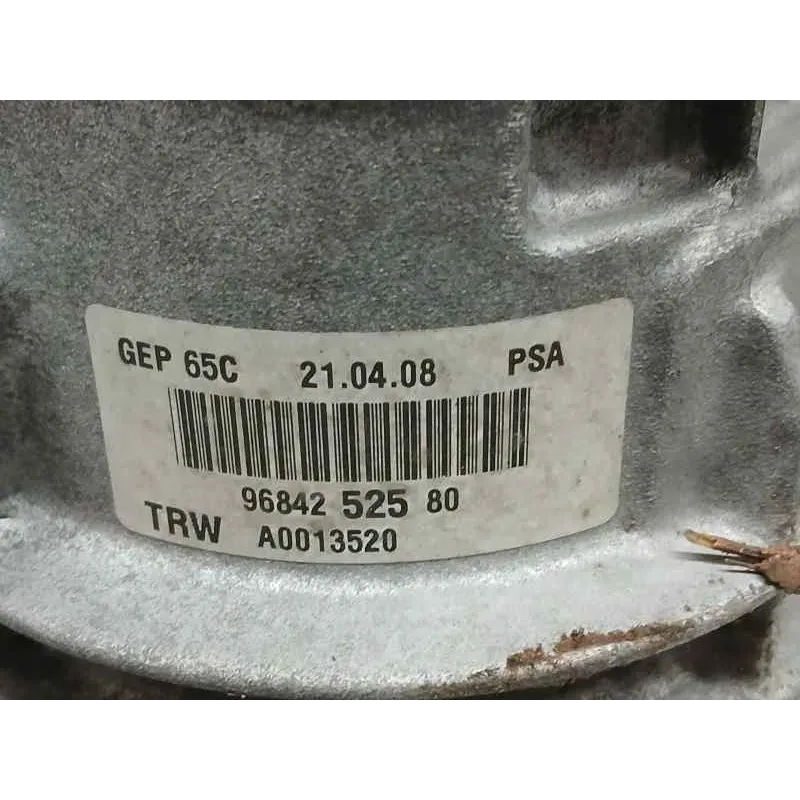 GEP 65C 21.04.08 PSA
96842 525 80
TRW A0013520